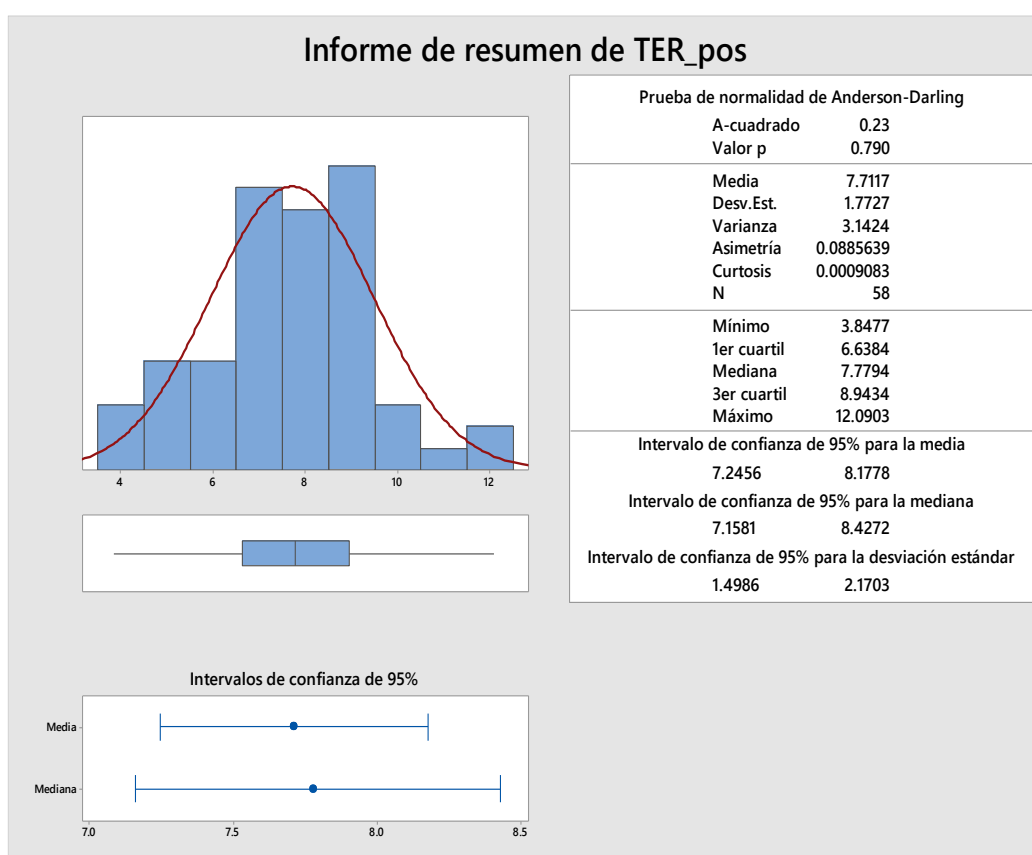 Informe de resumen de TER_pos
Prueba de normalidad de Anderson-Darling
A-cuadrado 0.23
Valor p 0.790
Media 7.7117
Desv.Est. 1.7727
Varianza 3.1424
Asimetría 0.0885639
Curtosis 0.0009083
N 58
Mínimo 3.8477
1er cuartil 6.6384
Mediana 7.7794
3er cuartil 8.9434
Máximo 12.0903
Intervalo de confianza de 95% para la media
7.2456 8.1778
Intervalo de confianza de 95% para la mediana
7.1581 8.4272
Intervalo de confianza de 95% para la desviación estándar
1.4986 2.1703
4 6 8 10 12
Intervalos de confianza de 95%
Media
Mediana
7.0 7.5 8.0 8.5